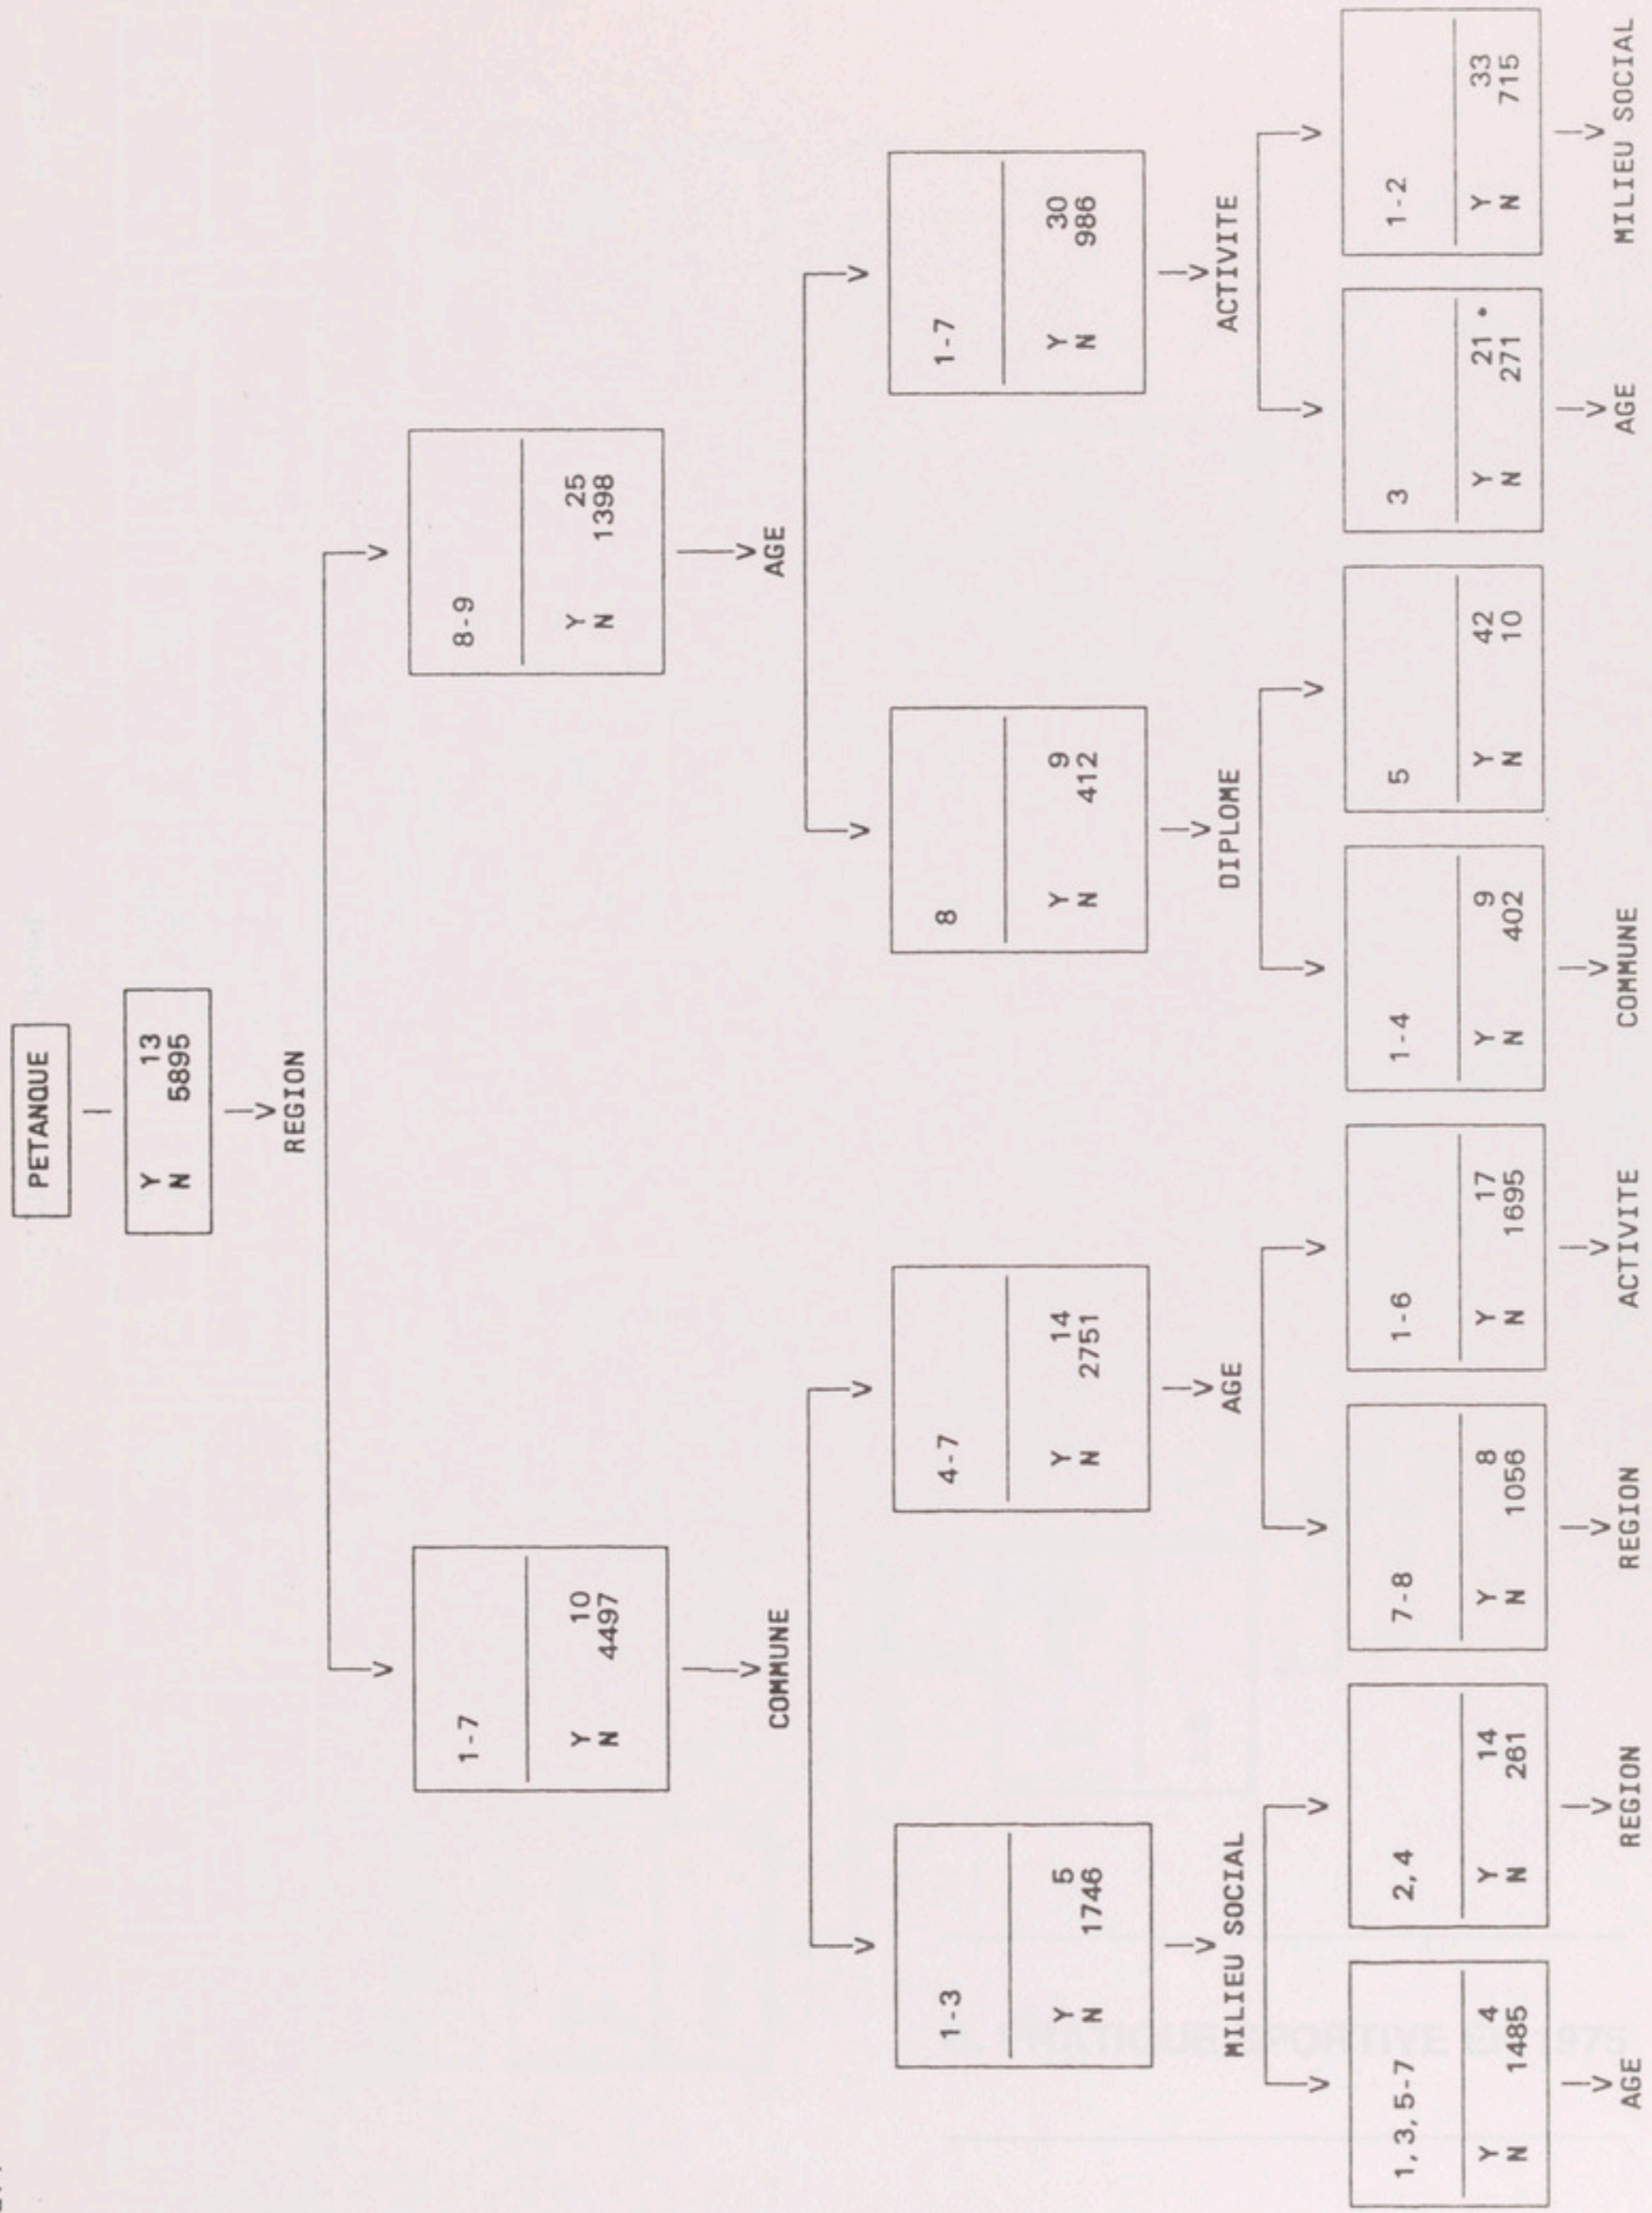 PETANQUE
Y 13
N 5895
REGION
1-7
Y 10
N 4497
8-9
Y 25
N 1398
COMMUNE
AGE
1-3
Y 5
N 1746
4-7
Y 14
N 2751
8
Y 9
N 412
1-7
Y 30
N 986
MILIEU SOCIAL
AGE
DIPLOME
ACTIVITE
1, 3, 5-7
Y 4
N 1485
2, 4
Y 14
N 261
7-8
Y 8
N 1056
1-6
Y 17
N 1695
1-4
Y 9
N 402
5
Y 42
N 10
3
Y 21 •
N 271
1-2
Y 33
N 715
AGE
REGION
REGION
ACTIVITE
COMMUNE
AGE
MILIEU SOCIAL